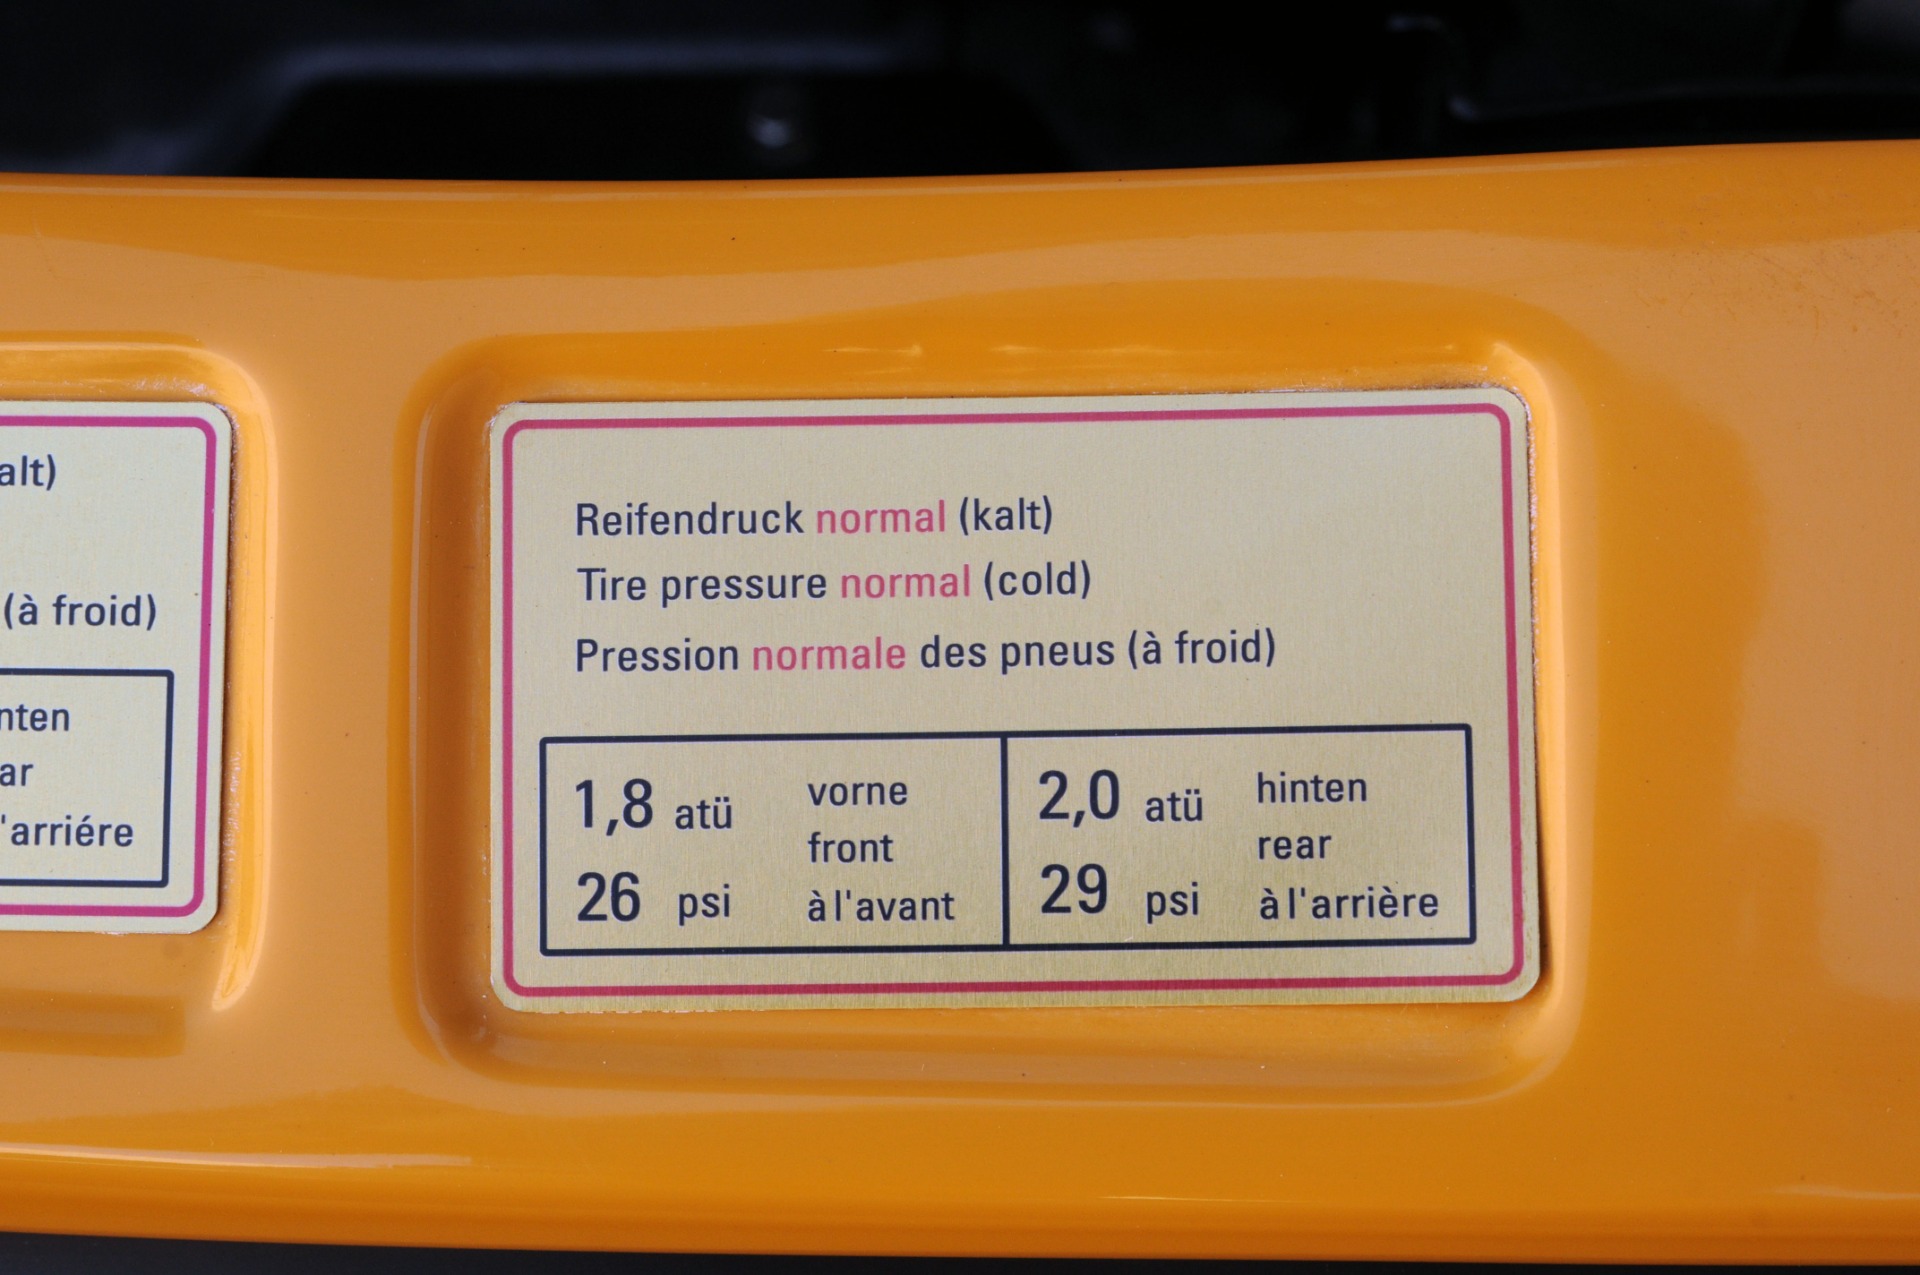 alt)
(à froid)
nten
ar
l'arriére
Reifendruck normal (kalt)
Tire pressure normal (cold)
Pression normale des pneus (à froid)
1,8 atü vorne
front
26 psi à l'avant
2,0 atü hinten
rear
29 psi à l'arrière